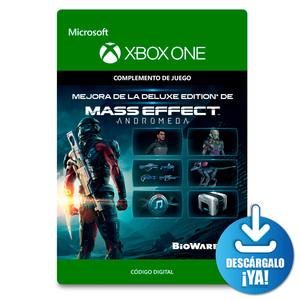 Microsoft
XBOX ONE
COMPLEMENTO DE JUEGO
MEJORA DE LA DELUXE EDITION* DE
MASS EFFECT
ANDROMEDA
BIOWARE
CÓDIGO DIGITAL
DESCÁRGALO
¡YA!